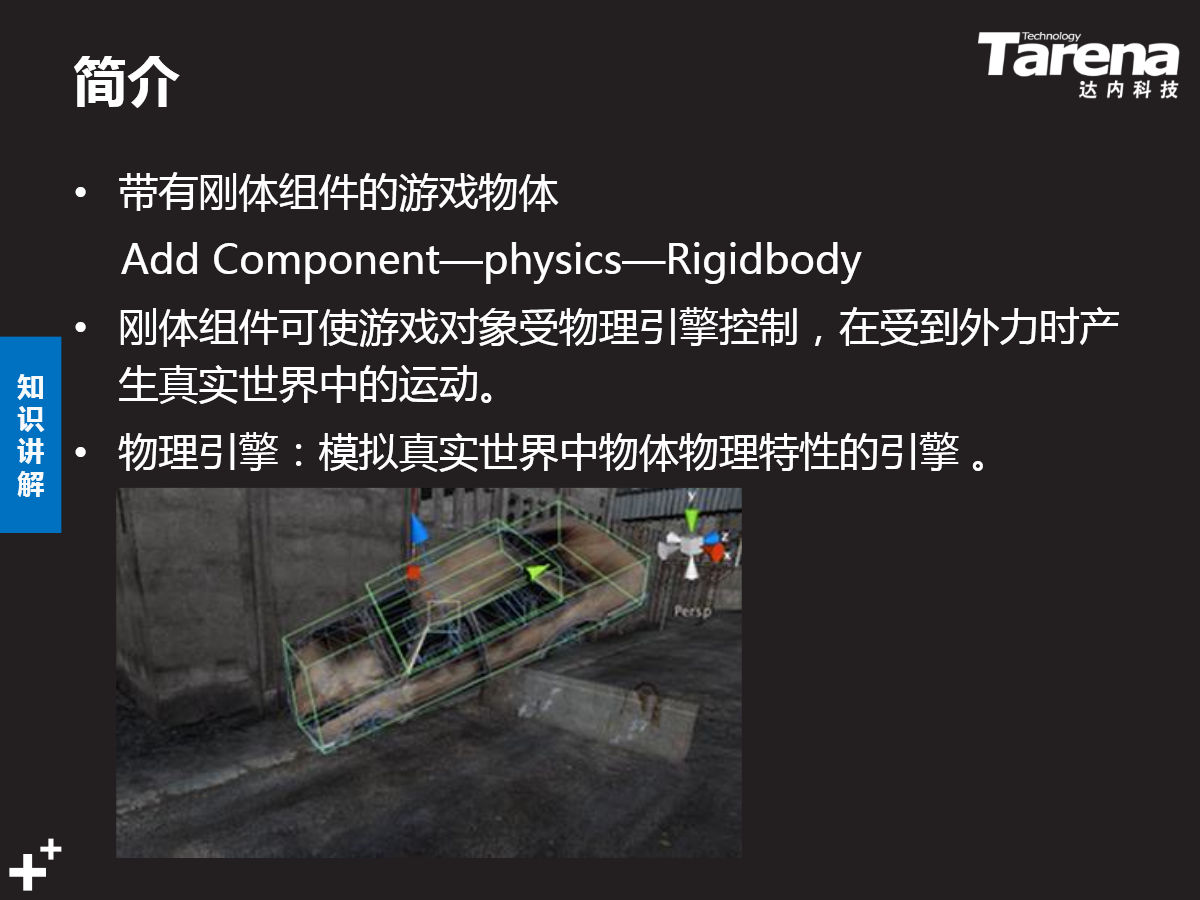 简介
Technology
Tarena
达内科技
• 带有刚体组件的游戏物体
Add Component—physics—Rigidbody
• 刚体组件可使游戏对象受物理引擎控制，在受到外力时产
生真实世界中的运动。
• 物理引擎：模拟真实世界中物体物理特性的引擎 。
知
识
讲
解
y
z
x
Persp